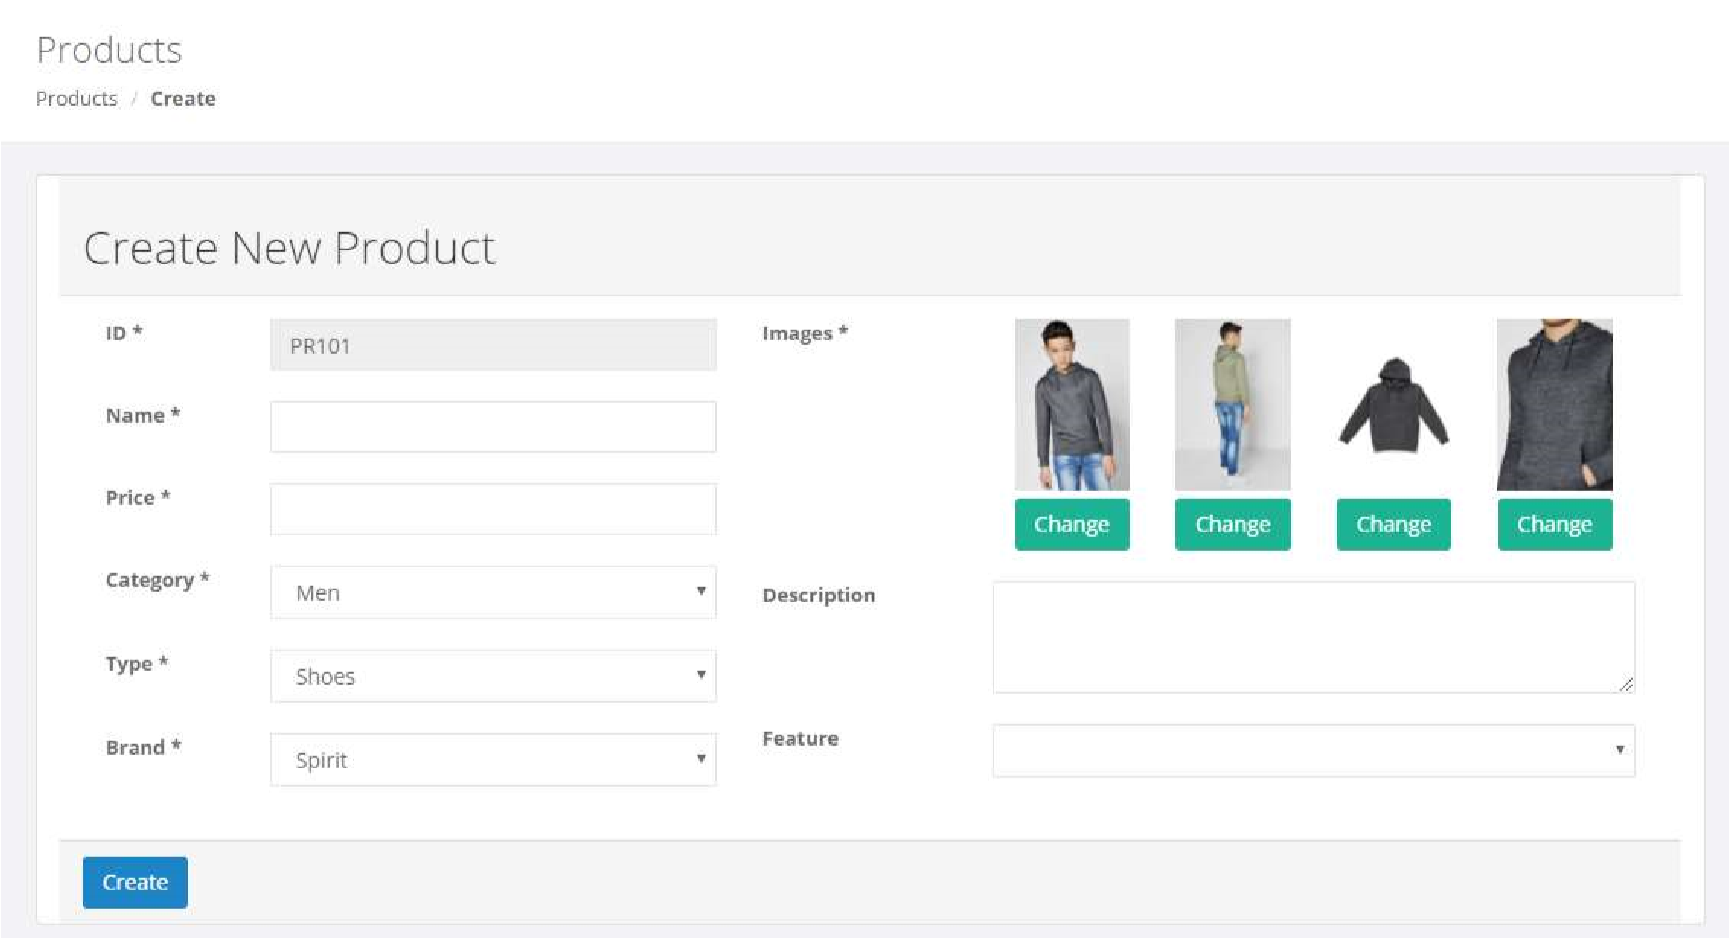 Products
Products / Create
Create New Product
ID *
PR101
Name *
Price *
Category *
Men
Type *
Shoes
Brand *
Spirit
Images *
Change
Change
Change
Change
Description
Feature
Create